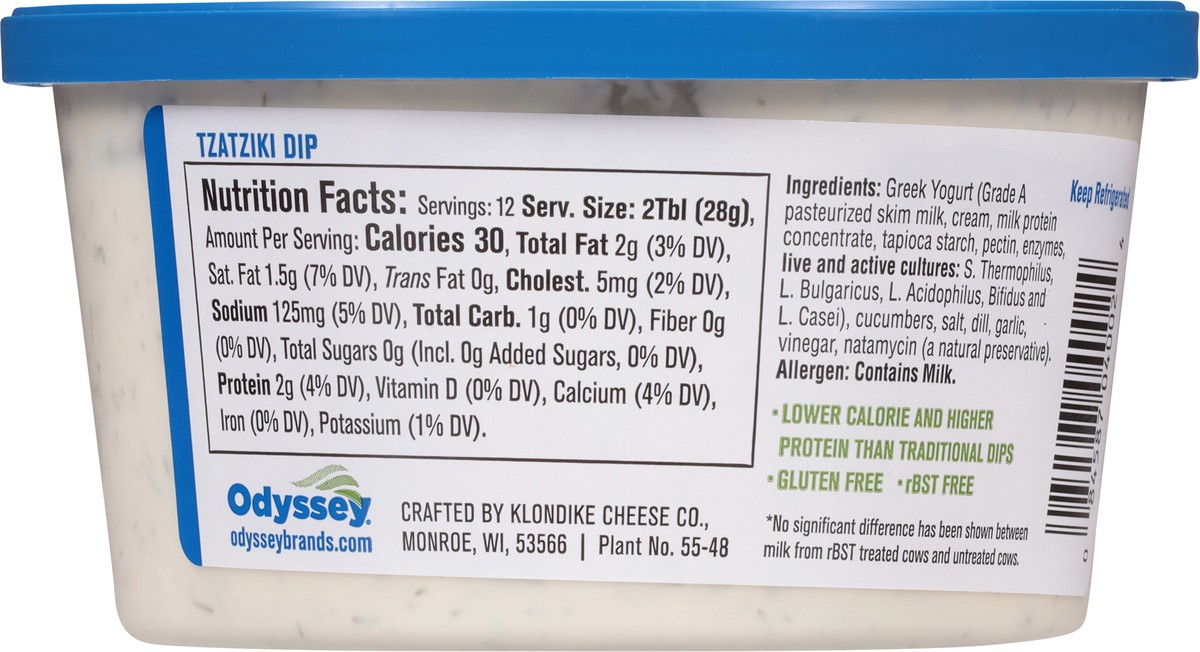 TZATZIKI DIP
Nutrition Facts: Servings: 12 Serv. Size: 2Tbl (28g),
Amount Per Serving: Calories 30, Total Fat 2g (3% DV),
Sat. Fat 1.5g (7% DV), Trans Fat 0g, Cholest. 5mg (2% DV),
Sodium 125mg (5% DV), Total Carb. 1g (0% DV), Fiber 0g
(0% DV), Total Sugars 0g (Incl. 0g Added Sugars, 0% DV),
Protein 2g (4% DV), Vitamin D (0% DV), Calcium (4% DV),
Iron (0% DV), Potassium (1% DV).
Odyssey.
odysseybrands.com
CRAFTED BY KLONDIKE CHEESE CO.,
MONROE, WI, 53566 | Plant No. 55-48
Ingredients: Greek Yogurt (Grade A
pasteurized skim milk, cream, milk protein
concentrate, tapioca starch, pectin, enzymes,
live and active cultures: S. Thermophilus,
L. Bulgaricus, L. Acidophilus, Bifidus and
L. Casei), cucumbers, salt, dill, garlic,
vinegar, natamycin (a natural preservative).
Allergen: Contains Milk.
• LOWER CALORIE AND HIGHER
PROTEIN THAN TRADITIONAL DIPS
• GLUTEN FREE • rBST FREE
*No significant difference has been shown between
milk from rBST treated cows and untreated cows.
Keep Refrigerated
0 84587 04005 4